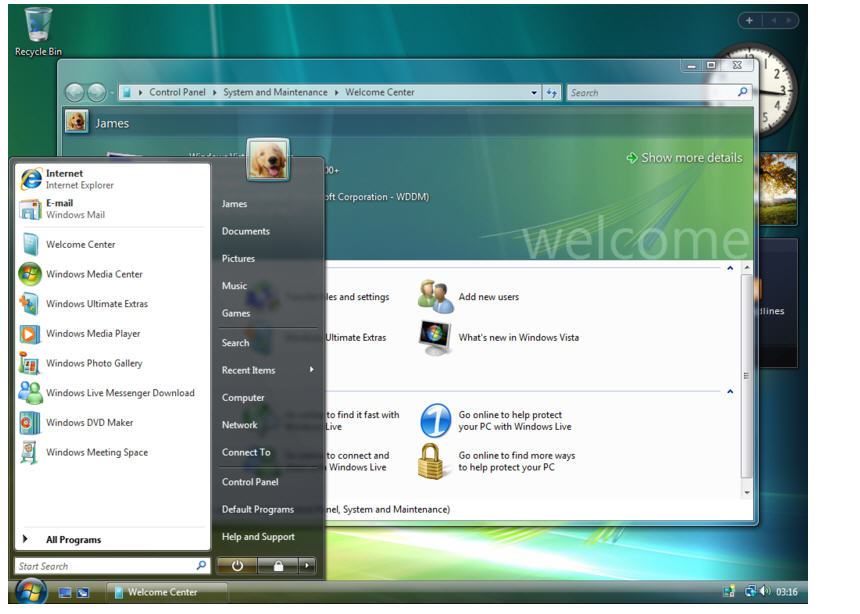 Recycle Bin
Control Panel
System and Maintenance
Welcome Center
Search
James
Show more details
00+
oft Corporation - WDDM)
welcome
les and settings
Add new users
Ultimate Extras
What's new in Windows Vista
to find it fast with
Live
Go online to help protect
your PC with Windows Live
to connect and
Windows Live
Go online to find more ways
to help protect your PC
nel, System and Maintenance)
2
3
4
5
dlines
Internet
Internet Explorer
E-mail
Windows Mail
Welcome Center
Windows Media Center
Windows Ultimate Extras
Windows Media Player
Windows Photo Gallery
Windows Live Messenger Download
Windows DVD Maker
Windows Meeting Space
All Programs
Start Search
James
Documents
Pictures
Music
Games
Search
Recent Items
Computer
Network
Connect To
Control Panel
Default Programs
Help and Support
Welcome Center
03:16